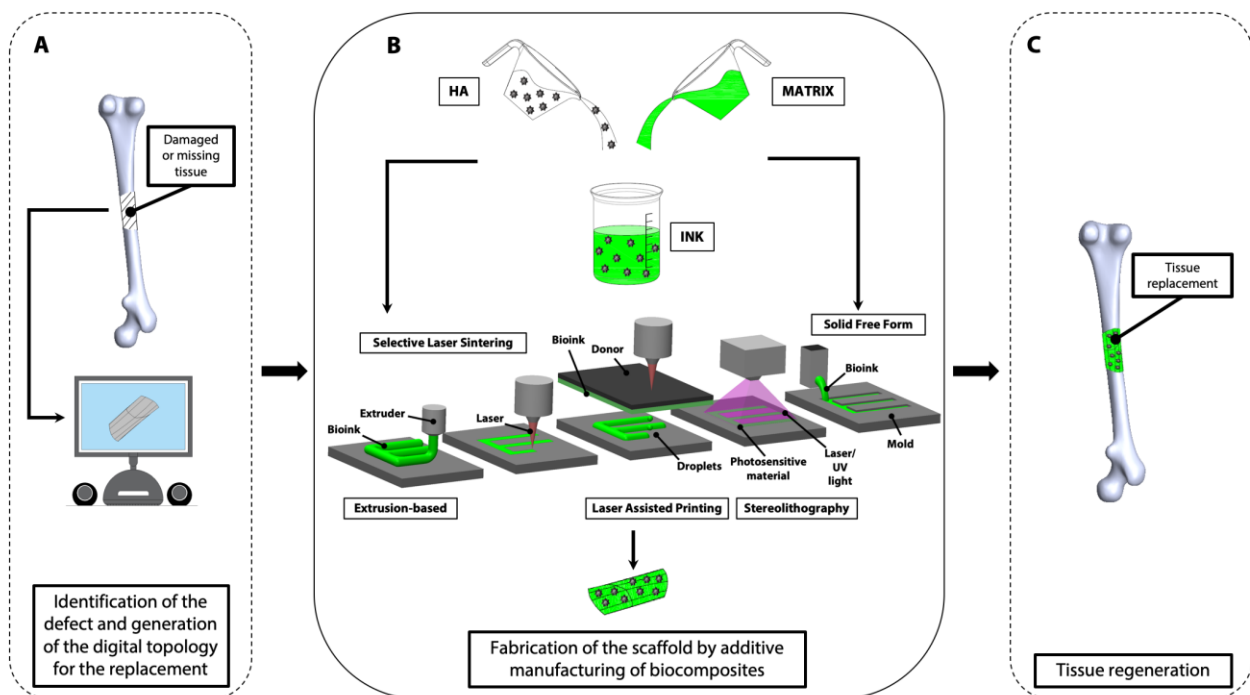 A
Damaged
or missing
tissue
Identification of the
defect and generation
of the digital topology
for the replacement
B
HA
MATRIX
INK
Selective Laser Sintering
Solid Free Form
Bioink
Donor
Bioink
Extruder
Bioink
Laser
Droplets
Photosensitive
material
Laser/
UV
light
Mold
Extrusion-based
Laser Assisted Printing
Stereolithography
Fabrication of the scaffold by additive
manufacturing of biocomposites
C
Tissue
replacement
Tissue regeneration